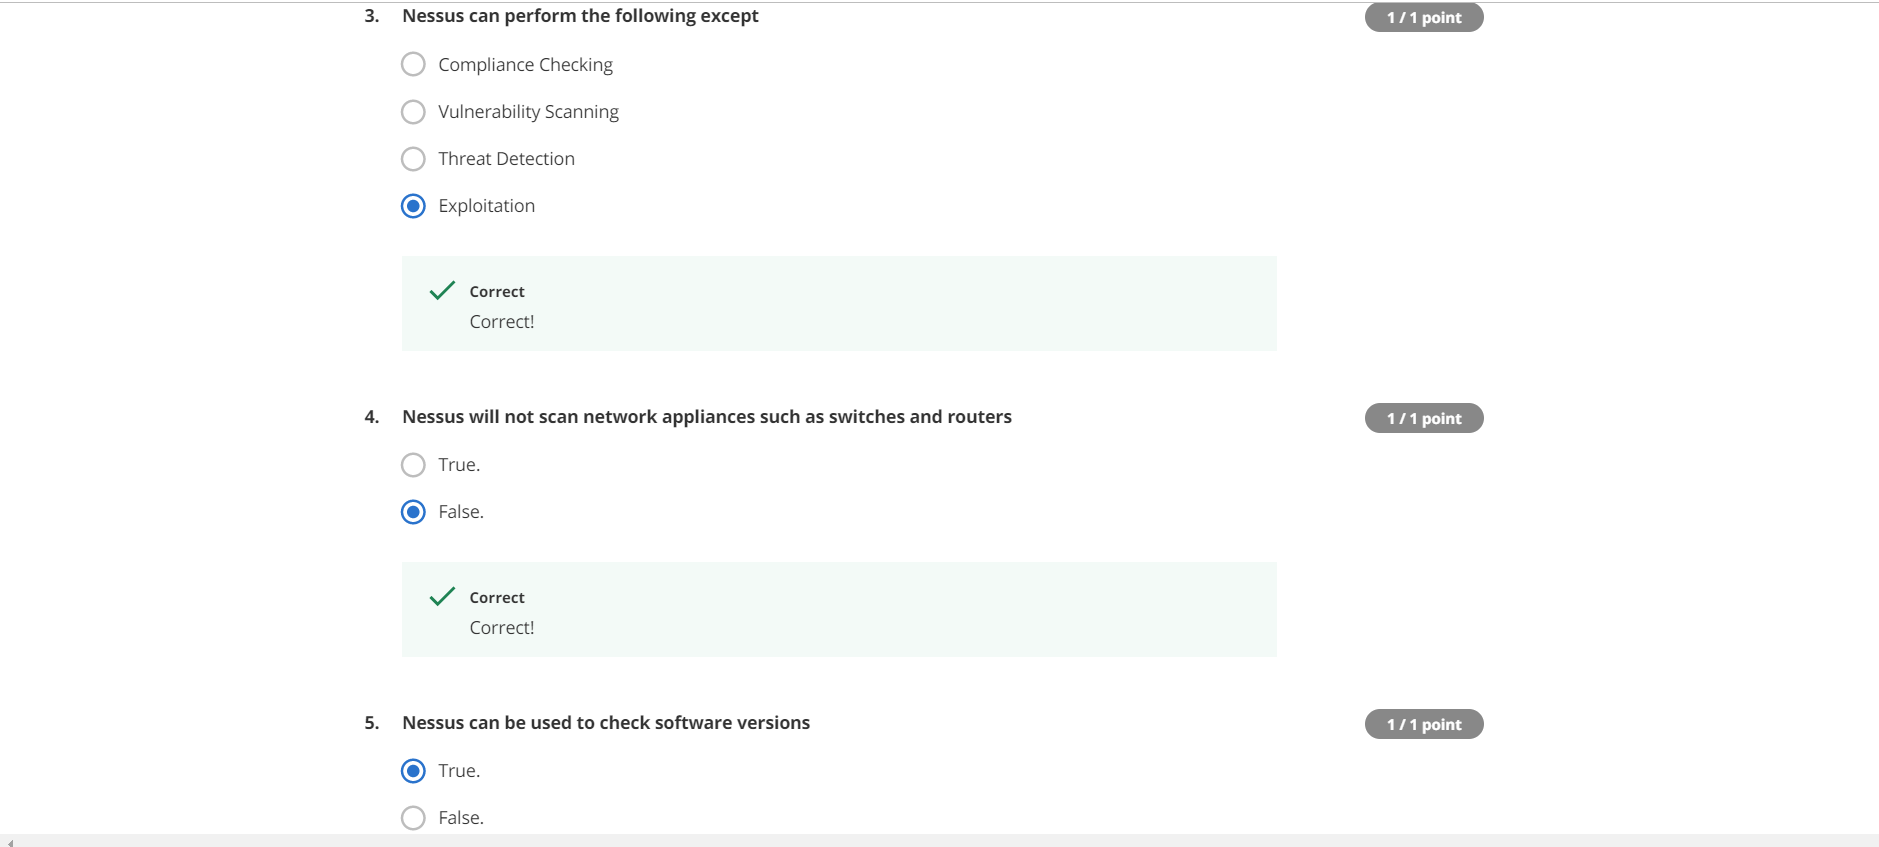 3. Nessus can perform the following except
1 / 1 point
Compliance Checking
Vulnerability Scanning
Threat Detection
Exploitation
Correct
Correct!
4. Nessus will not scan network appliances such as switches and routers
1 / 1 point
True.
False.
Correct
Correct!
5. Nessus can be used to check software versions
1 / 1 point
True.
False.